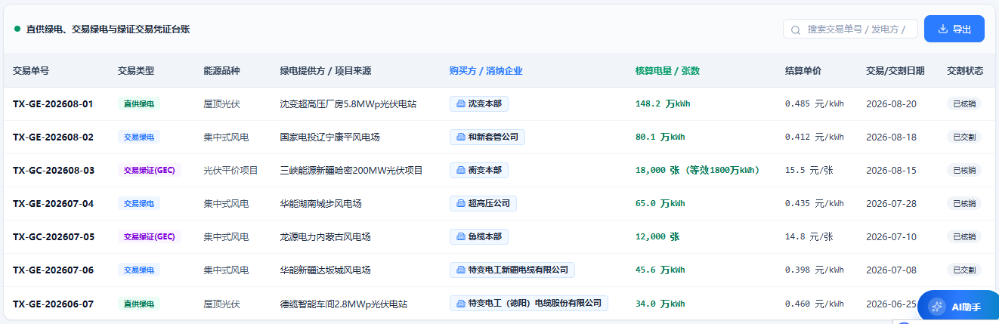 直供绿电、交易绿电与绿证交易凭证台账
搜索交易单号 / 发电方 /
导出
交易单号 交易类型 能源品种 绿电提供方 / 项目来源 购买方 / 消纳企业 核算电量 / 张数 结算单价 交易/交割日期 交割状态
TX-GE-202608-01 直供绿电 屋顶光伏 沈变超高压厂房5.8MWp光伏电站 沈变本部 148.2 万kWh 0.485 元/kWh 2026-08-20 已核销
TX-GE-202608-02 交易绿电 集中式风电 国家电投辽宁康平风电场 和新套管公司 80.1 万kWh 0.412 元/kWh 2026-08-18 已交割
TX-GC-202608-03 交易绿证(GEC) 光伏平价项目 三峡能源新疆哈密200MW光伏项目 衡变本部 18,000 张 (等效1800万kWh) 15.5 元/张 2026-08-15 已核销
TX-GE-202607-04 交易绿电 集中式风电 华能湖南城步风电场 超高压公司 65.0 万kWh 0.435 元/kWh 2026-07-28 已核销
TX-GC-202607-05 交易绿证(GEC) 集中式风电 龙源电力内蒙古风电场 鲁缆本部 12,000 张 14.8 元/张 2026-07-10 已核销
TX-GE-202607-06 交易绿电 集中式风电 华能新疆达坂城风电场 特变电工新疆电缆有限公司 45.6 万kWh 0.398 元/kWh 2026-07-08 已交割
TX-GE-202606-07 直供绿电 屋顶光伏 德缆智能车间2.8MWp光伏电站 特变电工（德阳）电缆股份有限公司 34.0 万kWh 0.460 元/kWh 2026-06-25
AI助手